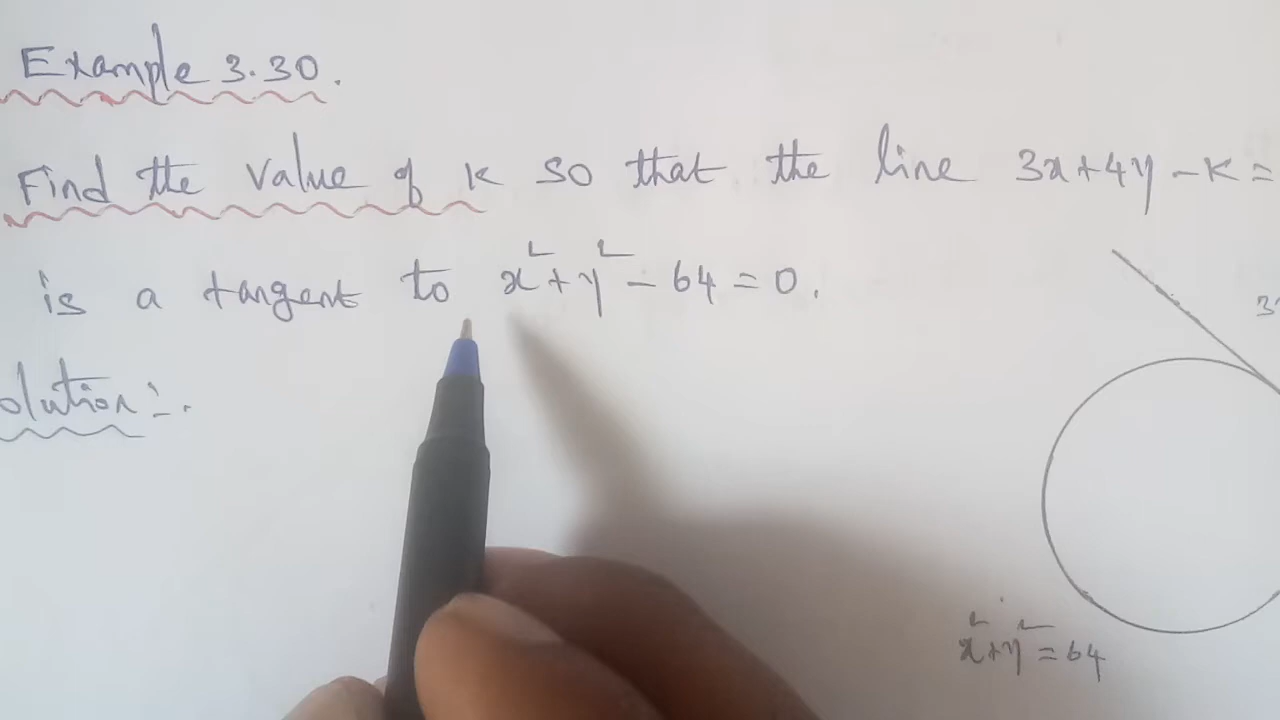 Example 3.30.
Find the value of k so that the line 3x+4y-k=
is a tangent to x²+y²-64=0.
olution:-.
3
x²+y²=64